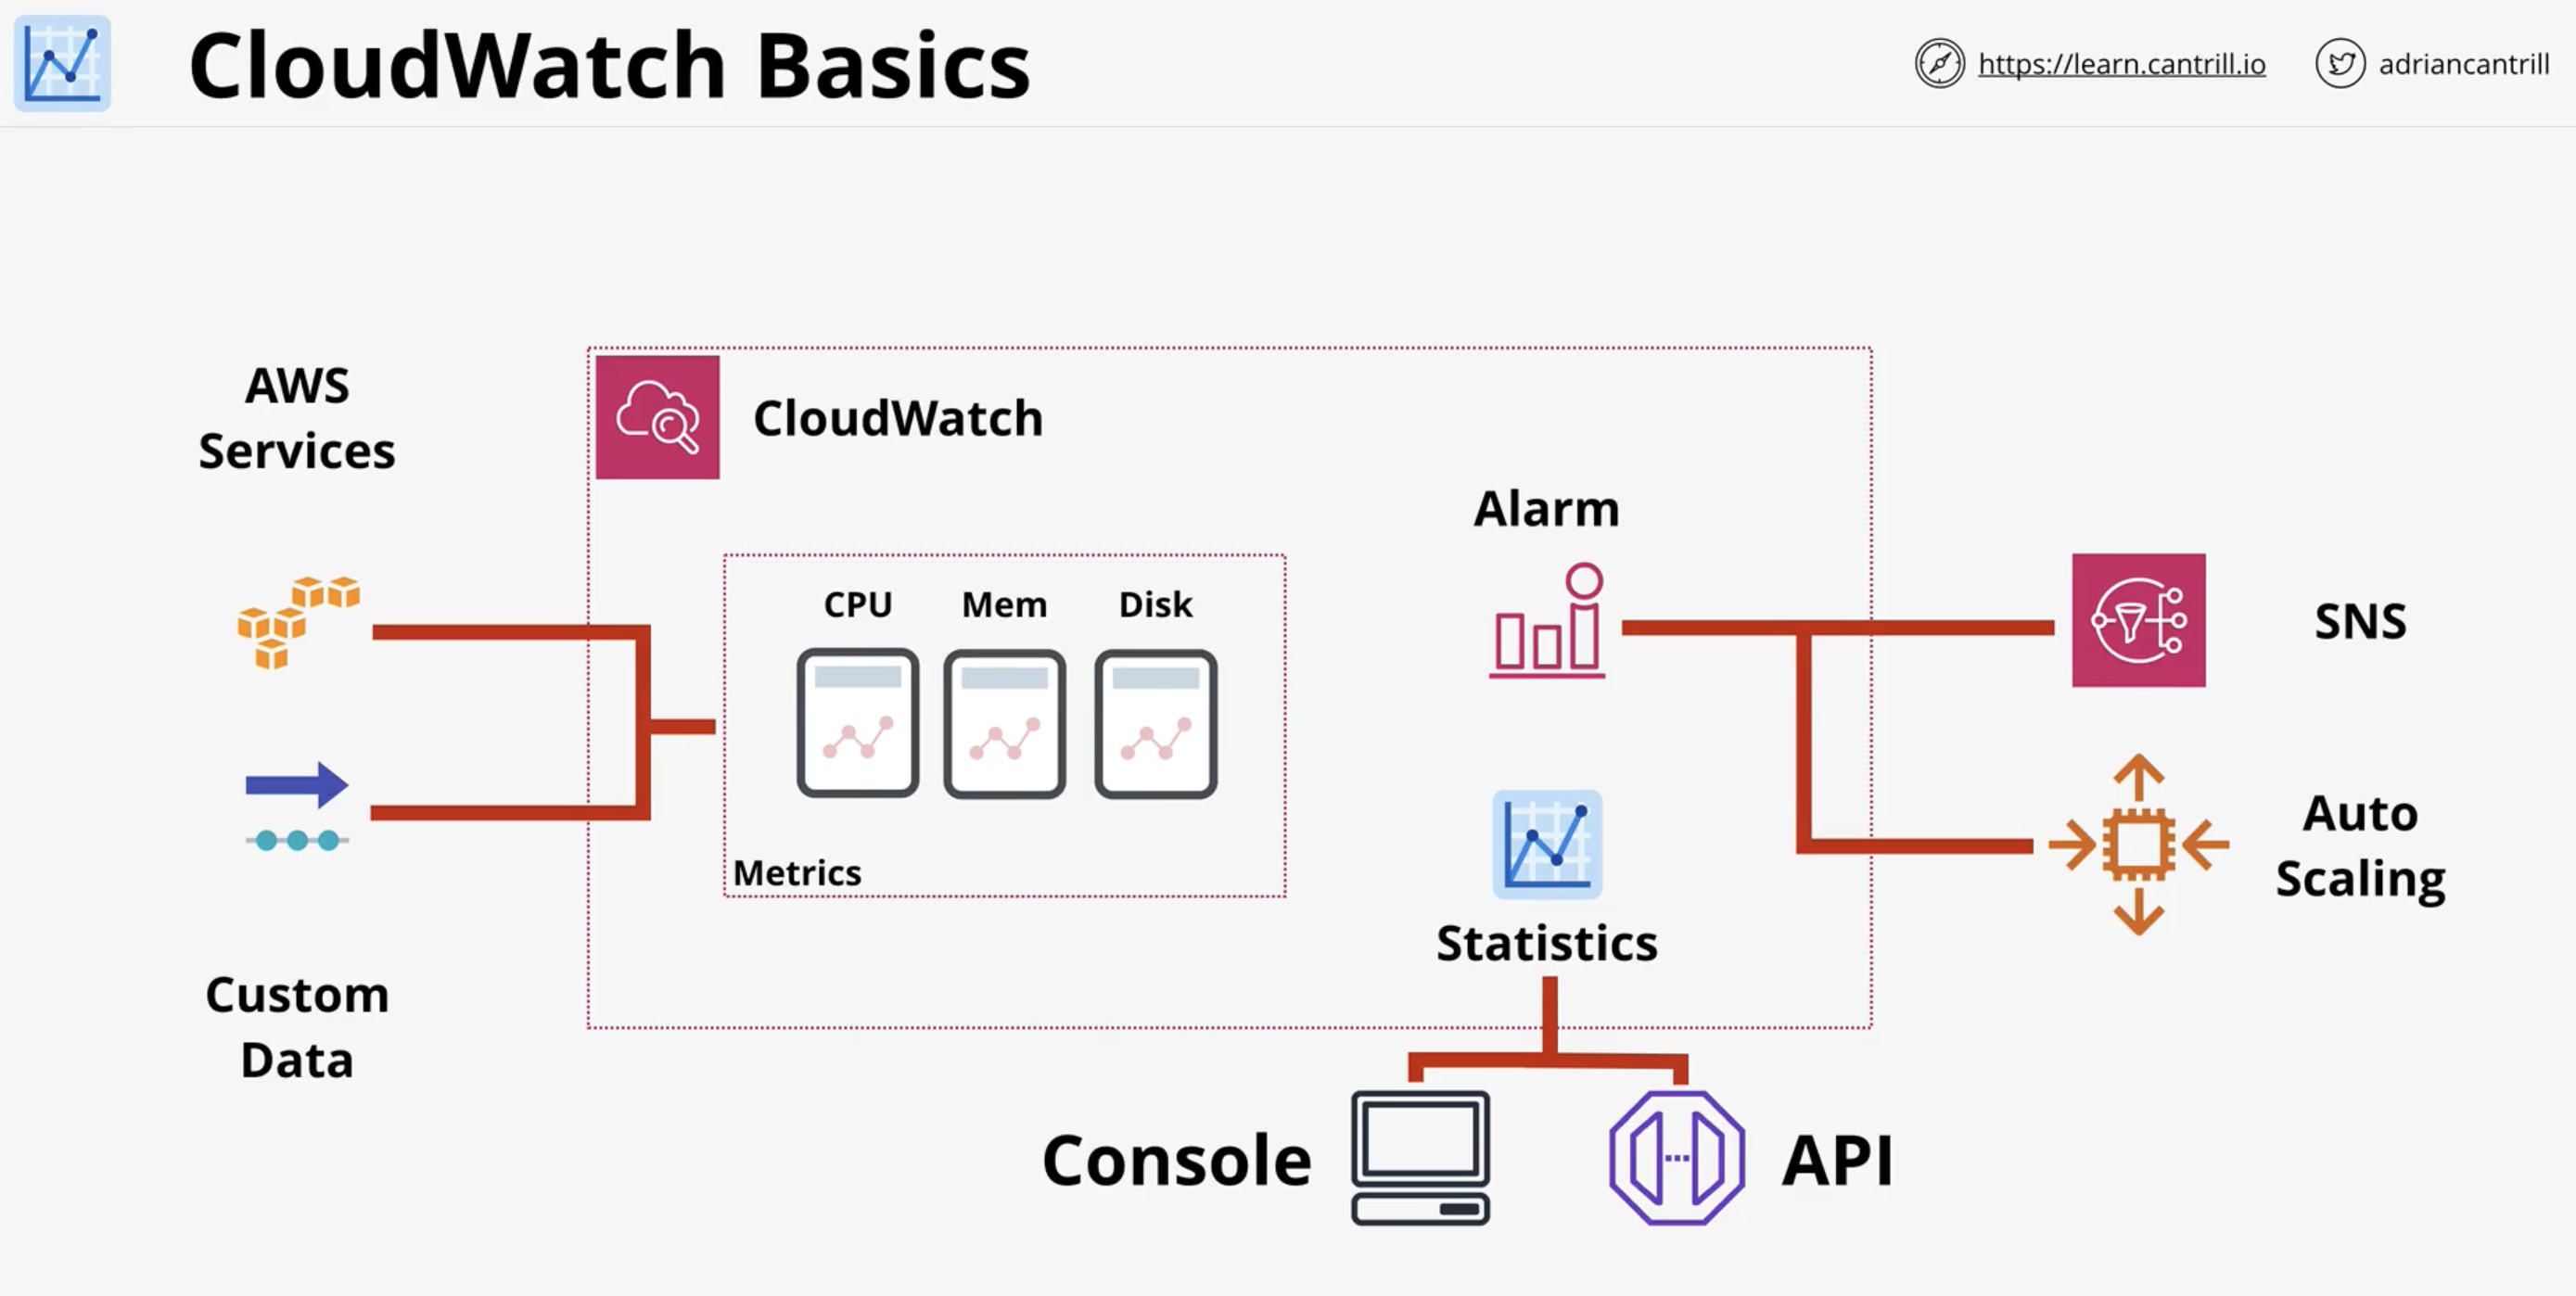 CloudWatch Basics
https://learn.cantrill.io
adriancantrill
AWS
Services
CloudWatch
Alarm
CPU
Mem
Disk
SNS
Metrics
Auto
Scaling
Statistics
Custom
Data
Console
API